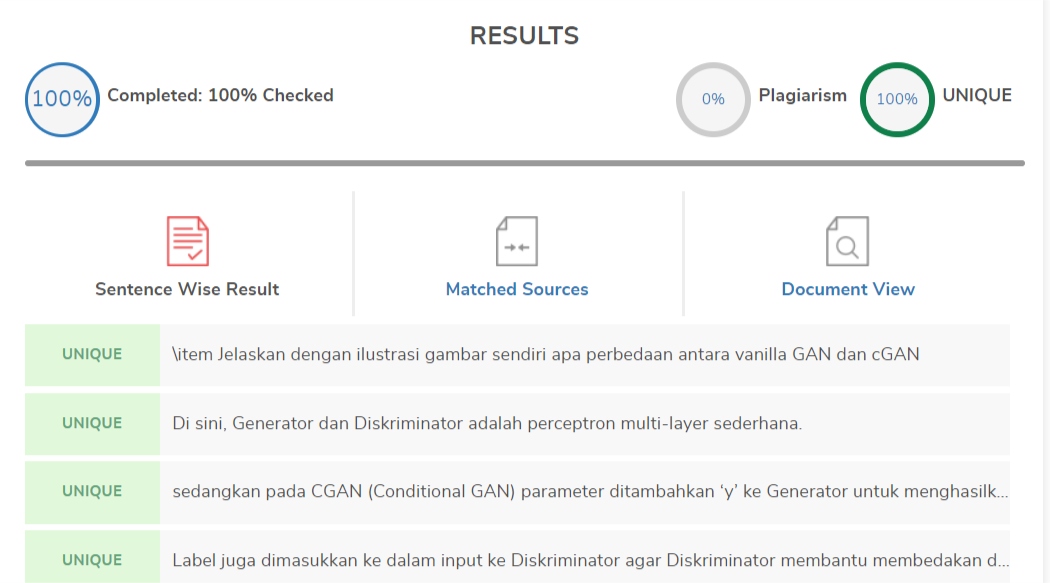 RESULTS
100% Completed: 100% Checked
0% Plagiarism 100% UNIQUE
Sentence Wise Result
Matched Sources
Document View
UNIQUE \item Jelaskan dengan ilustrasi gambar sendiri apa perbedaan antara vanilla GAN dan cGAN
UNIQUE Di sini, Generator dan Diskriminator adalah perceptron multi-layer sederhana.
UNIQUE sedangkan pada CGAN (Conditional GAN) parameter ditambahkan ‘y’ ke Generator untuk menghasilk...
UNIQUE Label juga dimasukkan ke dalam input ke Diskriminator agar Diskriminator membantu membedakan d...